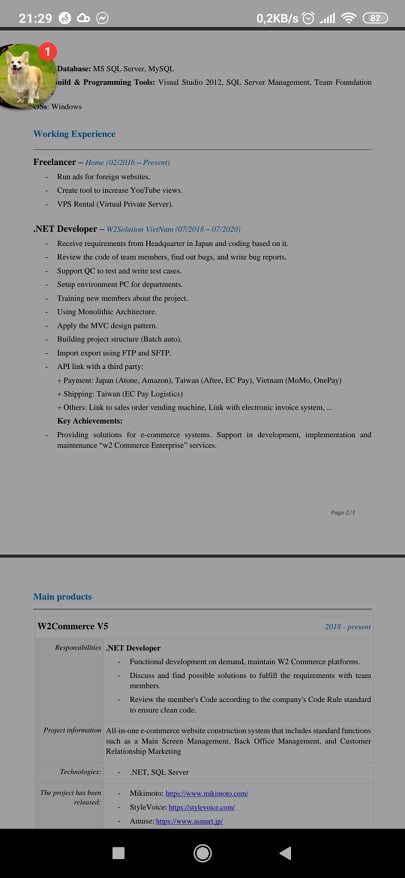 21:29 0,2KB/s 82
1
Database: MS SQL Server, MySQL
uild & Programming Tools: Visual Studio 2012, SQL Server Management, Team Foundation
OSs: Windows
Working Experience
Freelancer – Home (02/2016 – Present)
- Run ads for foreign websites.
- Create tool to increase YouTube views.
- VPS Rental (Virtual Private Server).
.NET Developer – W2Solution VietNam (07/2018 – 07/2020)
- Receive requirements from Headquarter in Japan and coding based on it.
- Review the code of team members, find out bugs, and write bug reports.
- Support QC to test and write test cases.
- Setup environment PC for departments.
- Training new members about the project.
- Using Monolithic Architecture.
- Apply the MVC design pattern.
- Building project structure (Batch auto).
- Import export using FTP and SFTP.
- API link with a third party:
+ Payment: Japan (Atone, Amazon), Taiwan (Aftee, EC Pay), Vietnam (MoMo, OnePay)
+ Shipping: Taiwan (EC Pay Logistics)
+ Others: Link to sales order vending machine, Link with electronic invoice system, ...
Key Achievements:
- Providing solutions for e-commerce systems. Support in development, implementation and
maintenance “w2 Commerce Enterprise” services.
Page 2/3
Main products
W2Commerce V5 2018 - present
Responsibilities .NET Developer
- Functional development on demand, maintain W2 Commerce platforms.
- Discuss and find possible solutions to fulfill the requirements with team
members.
- Review the member's Code according to the company's Code Rule standard
to ensure clean code.
Project information All-in-one e-commerce website construction system that includes standard functions
such as a Main Screen Management, Back Office Management, and Customer
Relationship Marketing
Technologies: - .NET, SQL Server
The project has been - Mikimoto: https://www.mikimoto.com/
released: - StyleVoice: https://stylevoice.com/
- Amuse: https://www.asmart.jp/